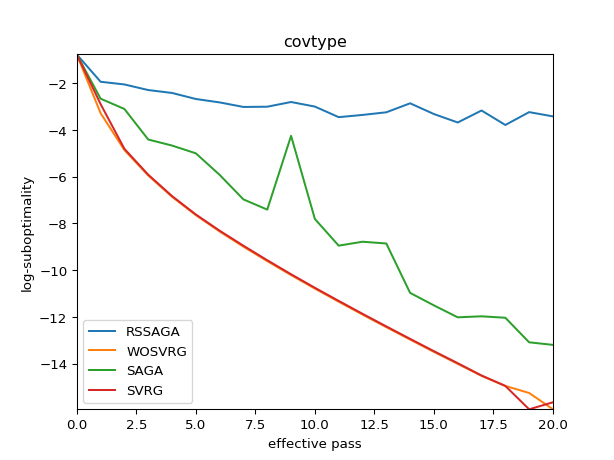 covtype
log-suboptimality
−2
−4
−6
−8
−10
−12
−14
RSSAGA
WOSVRG
SAGA
SVRG
0.0 2.5 5.0 7.5 10.0 12.5 15.0 17.5 20.0
effective pass